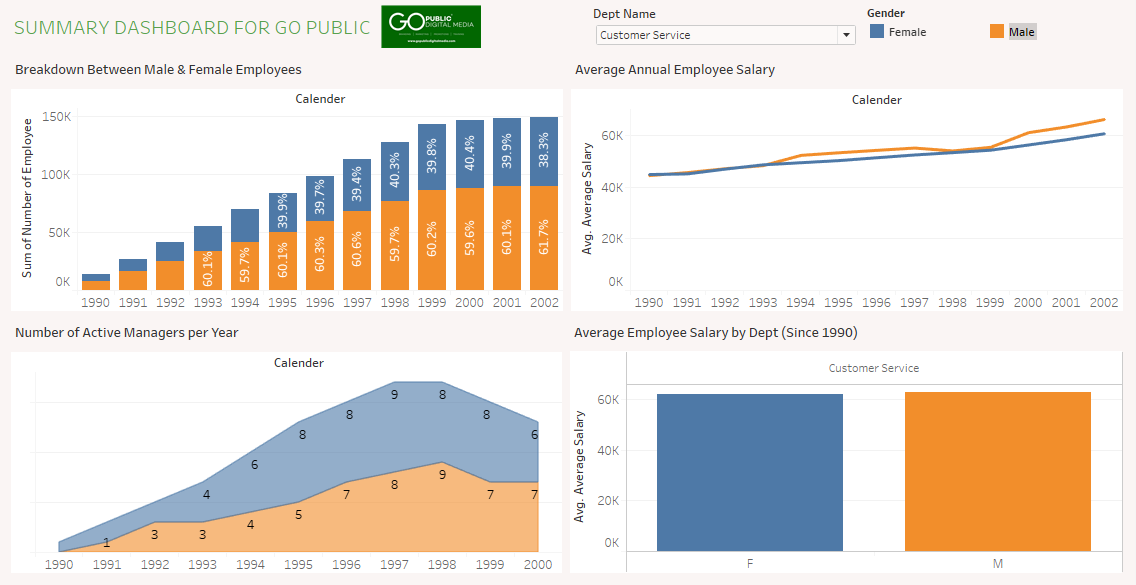 SUMMARY DASHBOARD FOR GO PUBLIC
GO PUBLIC
DIGITAL MEDIA
www.gopublicdigitalmedia.com
Dept Name
Customer Service
Gender
Female
Male
Breakdown Between Male & Female Employees
Calender
Sum of Number of Employee
150K
100K
50K
0K
39.9%
39.7%
39.4%
40.3%
39.8%
40.4%
39.9%
38.3%
60.1%
59.7%
60.1%
60.3%
60.6%
59.7%
60.2%
59.6%
60.1%
61.7%
1990 1991 1992 1993 1994 1995 1996 1997 1998 1999 2000 2001 2002
Average Annual Employee Salary
Calender
Avg. Average Salary
60K
40K
20K
0K
1990 1991 1992 1993 1994 1995 1996 1997 1998 1999 2000 2001 2002
Number of Active Managers per Year
Calender
4
6
8
8
9
8
8
6
1
3
3
4
5
7
8
9
7
7
1990 1991 1992 1993 1994 1995 1996 1997 1998 1999 2000
Average Employee Salary by Dept (Since 1990)
Customer Service
Avg. Average Salary
60K
40K
20K
0K
F M